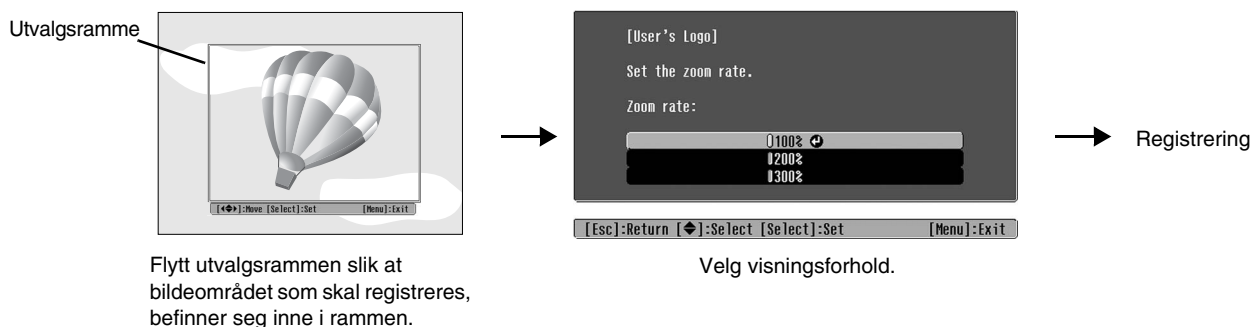 Utvalgsramme
[◂◆▸]:Move [Select]:Set [Menu]:Exit
Flytt utvalgsrammen slik at
bildeområdet som skal registreres,
befinner seg inne i rammen.
[User's Logo]
Set the zoom rate.
Zoom rate:
100%
200%
300%
[Esc]:Return [◆]:Select [Select]:Set [Menu]:Exit
Velg visningsforhold.
Registrering